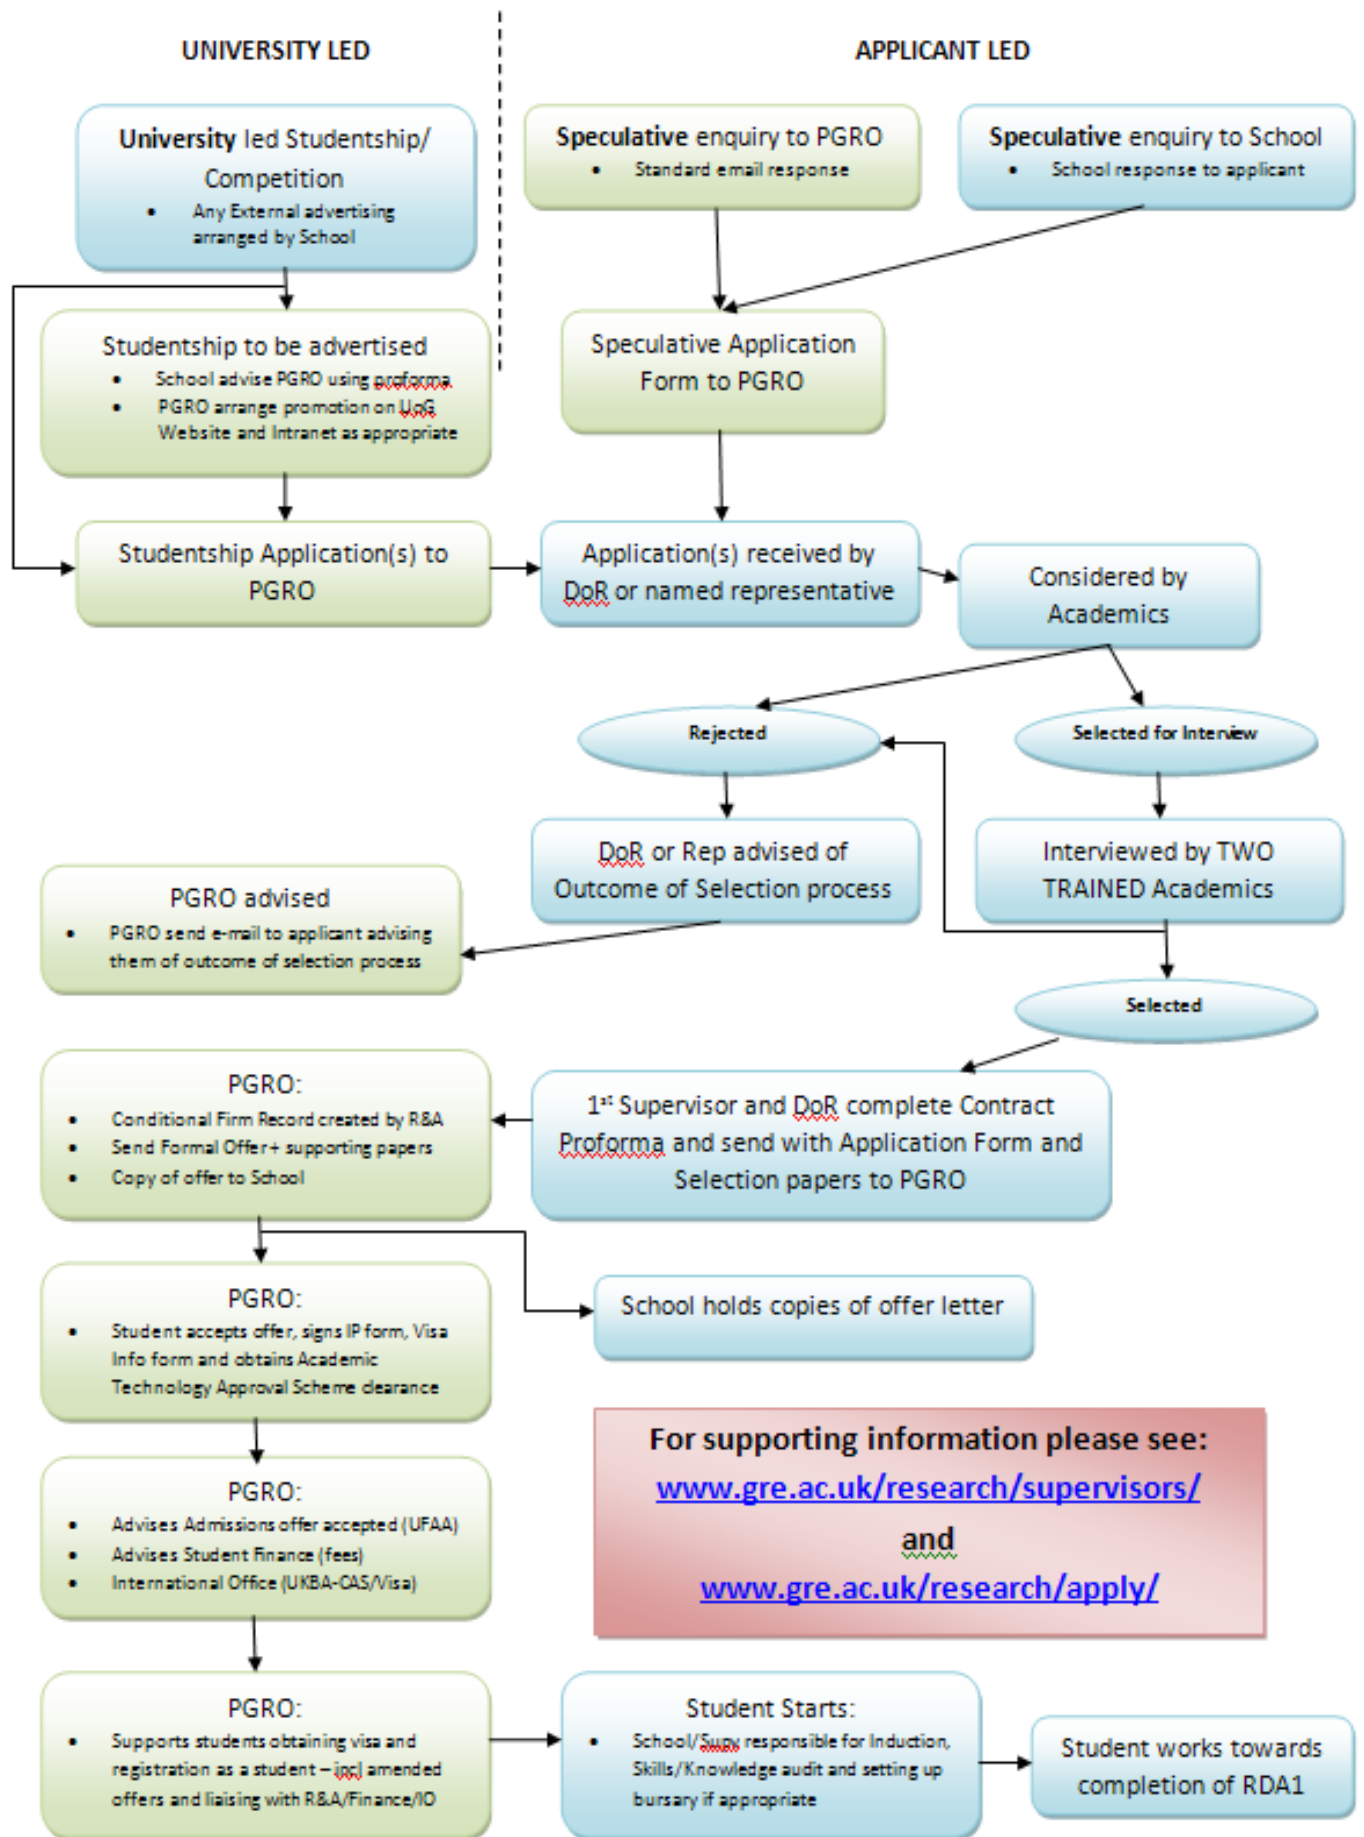 UNIVERSITY LED
APPLICANT LED
University led Studentship/
Competition
• Any External advertising
arranged by School
Speculative enquiry to PGRO
• Standard email response
Speculative enquiry to School
• School response to applicant
Studentship to be advertised
• School advise PGRO using proforma
• PGRO arrange promotion on UoG
Website and Intranet as appropriate
Speculative Application
Form to PGRO
Studentship Application(s) to
PGRO
Application(s) received by
DoR or named representative
Considered by
Academics
Rejected
Selected for Interview
DoR or Rep advised of
Outcome of Selection process
Interviewed by TWO
TRAINED Academics
PGRO advised
• PGRO send e-mail to applicant advising
them of outcome of selection process
Selected
PGRO:
• Conditional Firm Record created by R&A
• Send Formal Offer+ supporting papers
• Copy of offer to School
1st Supervisor and DoR complete Contract
Proforma and send with Application Form and
Selection papers to PGRO
PGRO:
• Student accepts offer, signs IP form, Visa
Info form and obtains Academic
Technology Approval Scheme clearance
School holds copies of offer letter
For supporting information please see:
www.gre.ac.uk/research/supervisors/
and
www.gre.ac.uk/research/apply/
PGRO:
• Advises Admissions offer accepted (UFAA)
• Advises Student Finance (fees)
• International Office (UKBA-CAS/Visa)
PGRO:
• Supports students obtaining visa and
registration as a student – incl amended
offers and liaising with R&A/Finance/IO
Student Starts:
• School/Supv responsible for Induction,
Skills/Knowledge audit and setting up
bursary if appropriate
Student works towards
completion of RDA1